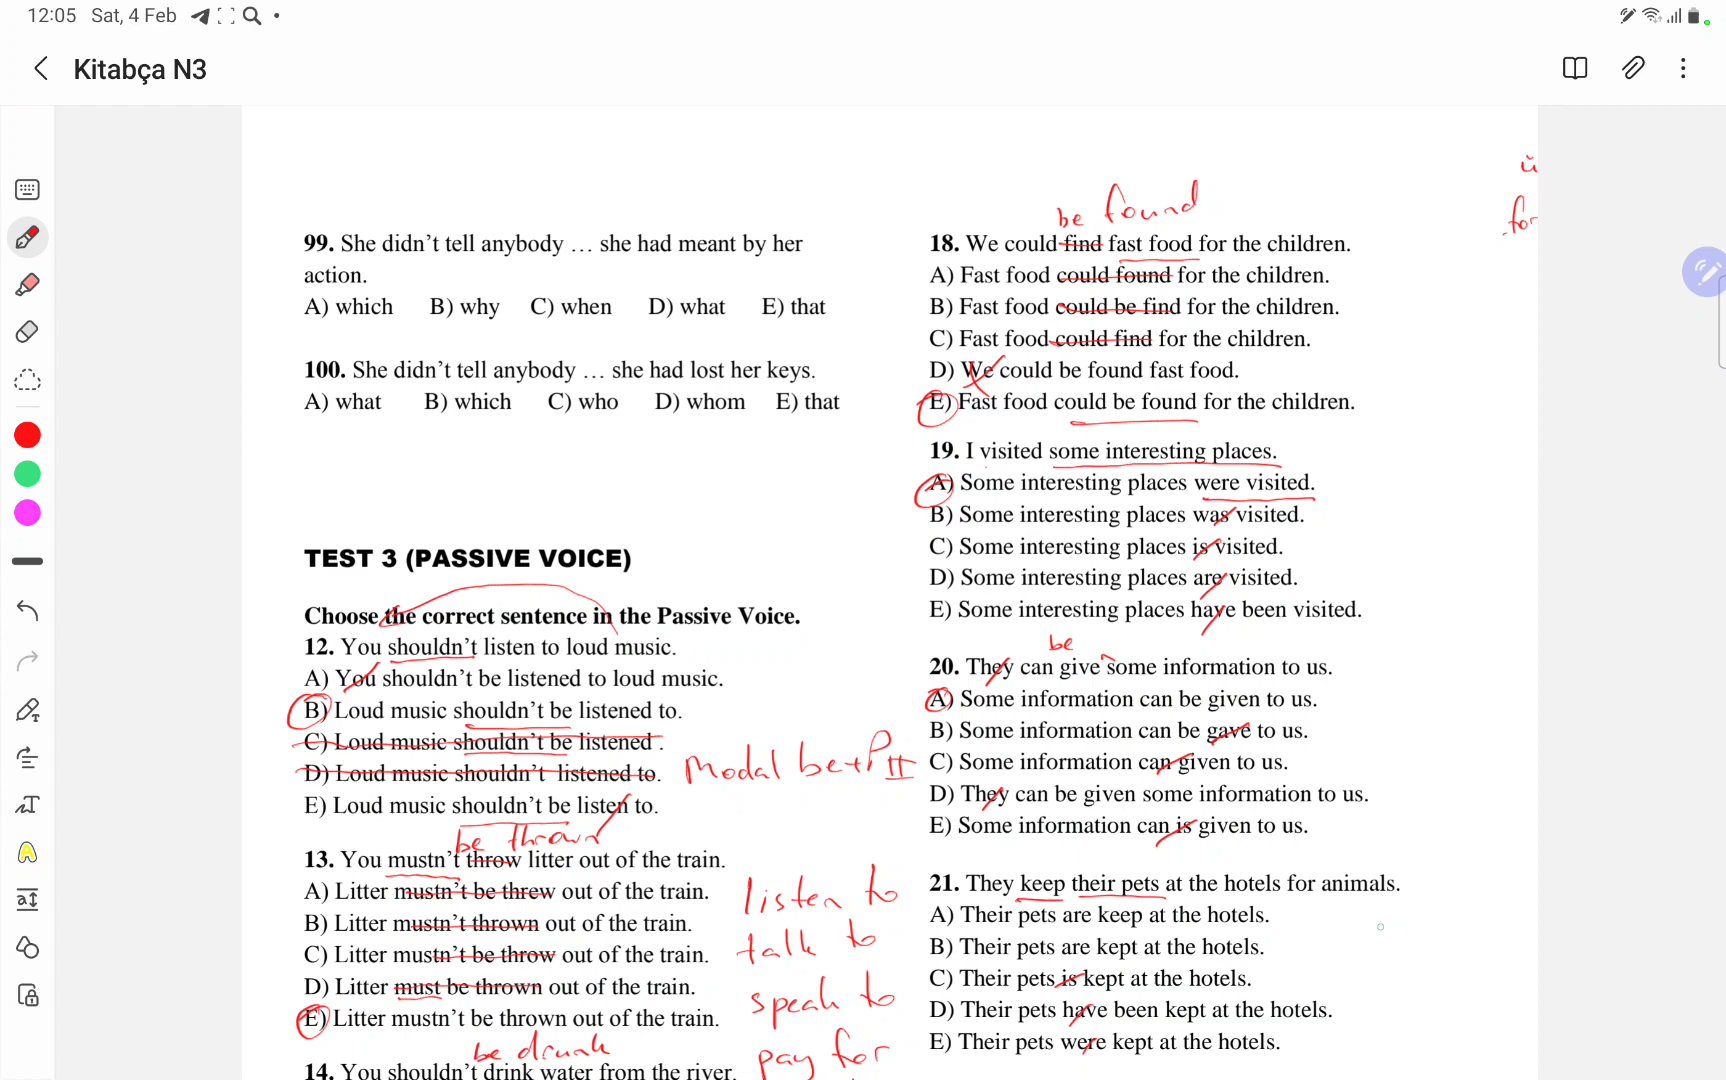 12:05 Sat, 4 Feb
Kitabça N3
99. She didn't tell anybody … she had meant by her
action.
A) which B) why C) when D) what E) that
100. She didn't tell anybody … she had lost her keys.
A) what B) which C) who D) whom E) that
TEST 3 (PASSIVE VOICE)
Choose the correct sentence in the Passive Voice.
12. You shouldn't listen to loud music.
A) You shouldn't be listened to loud music.
B) Loud music shouldn't be listened to.
C) Loud music shouldn't be listened .
D) Loud music shouldn't listened to.
Modal be+PII
E) Loud music shouldn't be listen to.
be thrown
13. You mustn't throw litter out of the train.
A) Litter mustn't be threw out of the train.
B) Litter mustn't thrown out of the train.
C) Litter mustn't be throw out of the train.
D) Litter must be thrown out of the train.
E) Litter mustn't be thrown out of the train.
listen to
talk to
speak to
pay for
be drunk
14. You shouldn't drink water from the river.
be found
18. We could find fast food for the children.
A) Fast food could found for the children.
B) Fast food could be find for the children.
C) Fast food could find for the children.
D) We could be found fast food.
E) Fast food could be found for the children.
19. I visited some interesting places.
A) Some interesting places were visited.
B) Some interesting places was visited.
C) Some interesting places is visited.
D) Some interesting places are visited.
E) Some interesting places have been visited.
be
20. They can give some information to us.
A) Some information can be given to us.
B) Some information can be gave to us.
C) Some information can given to us.
D) They can be given some information to us.
E) Some information can is given to us.
21. They keep their pets at the hotels for animals.
A) Their pets are keep at the hotels.
B) Their pets are kept at the hotels.
C) Their pets is kept at the hotels.
D) Their pets have been kept at the hotels.
E) Their pets were kept at the hotels.
for